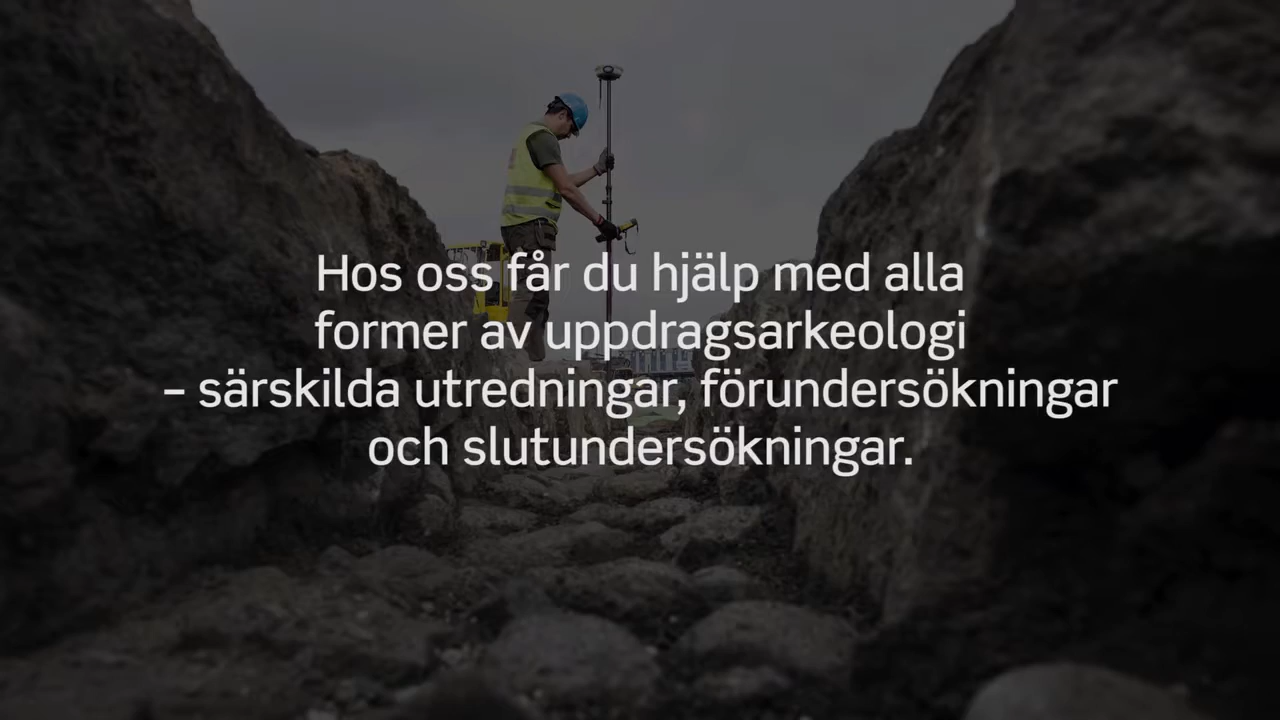 Hos oss får du hjälp med alla
former av uppdragsarkeologi
– särskilda utredningar, förundersökningar
och slutundersökningar.